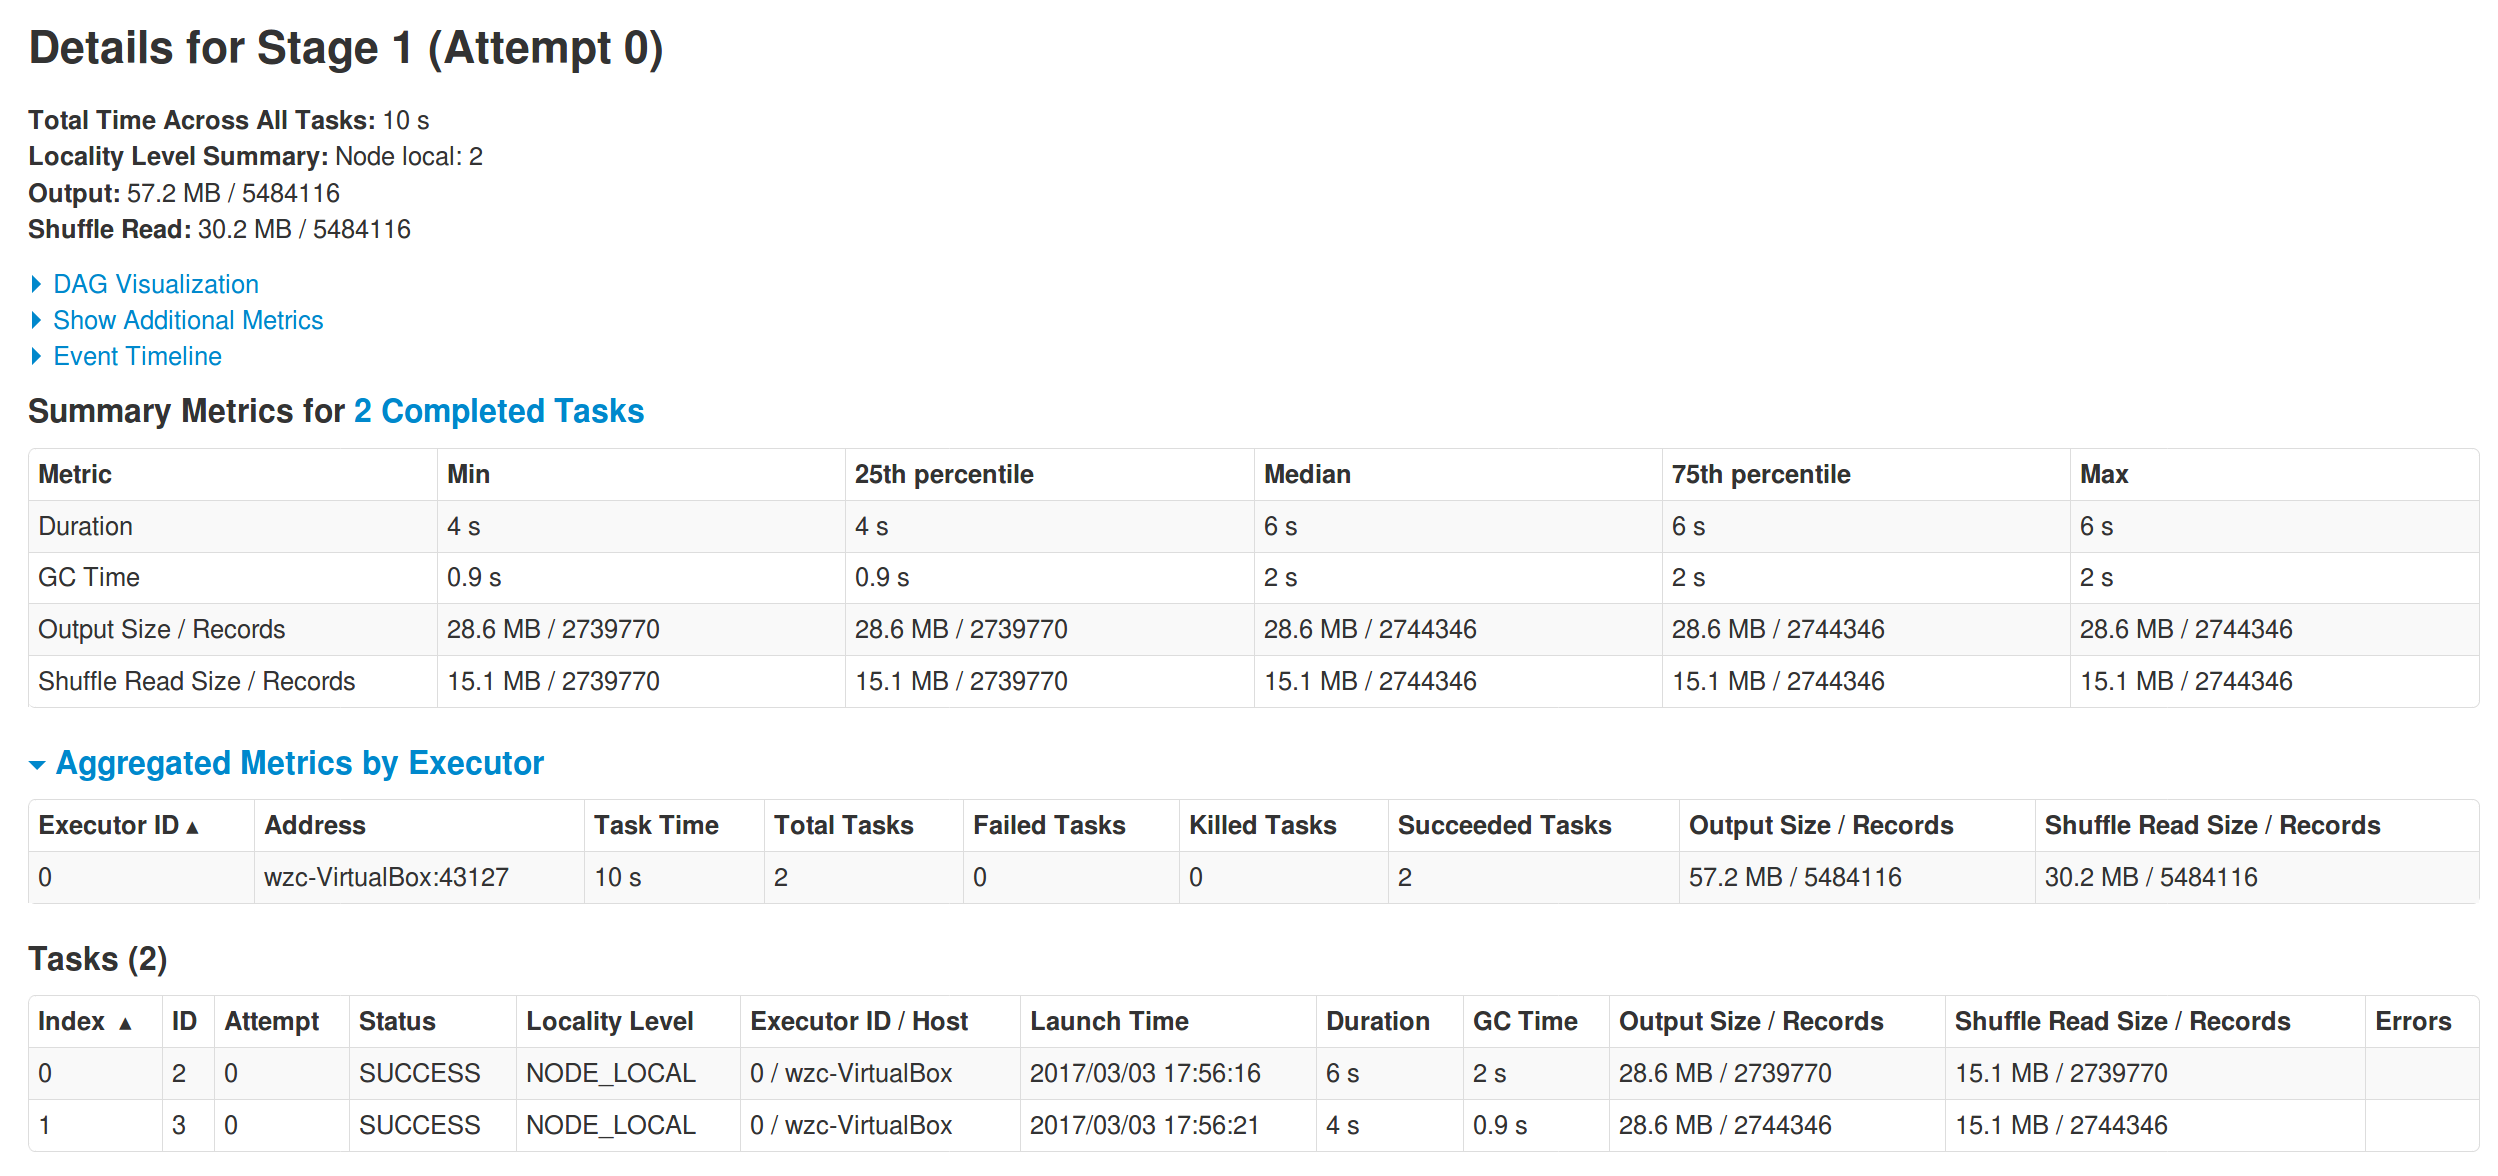 Details for Stage 1 (Attempt 0)
Total Time Across All Tasks: 10 s
Locality Level Summary: Node local: 2
Output: 57.2 MB / 5484116
Shuffle Read: 30.2 MB / 5484116
DAG Visualization
Show Additional Metrics
Event Timeline
Summary Metrics for 2 Completed Tasks
Metric Min 25th percentile Median 75th percentile Max
Duration 4 s 4 s 6 s 6 s 6 s
GC Time 0.9 s 0.9 s 2 s 2 s 2 s
Output Size / Records 28.6 MB / 2739770 28.6 MB / 2739770 28.6 MB / 2744346 28.6 MB / 2744346 28.6 MB / 2744346
Shuffle Read Size / Records 15.1 MB / 2739770 15.1 MB / 2739770 15.1 MB / 2744346 15.1 MB / 2744346 15.1 MB / 2744346
Aggregated Metrics by Executor
Executor ID ▲ Address Task Time Total Tasks Failed Tasks Killed Tasks Succeeded Tasks Output Size / Records Shuffle Read Size / Records
0 wzc-VirtualBox:43127 10 s 2 0 0 2 57.2 MB / 5484116 30.2 MB / 5484116
Tasks (2)
Index ▲ ID Attempt Status Locality Level Executor ID / Host Launch Time Duration GC Time Output Size / Records Shuffle Read Size / Records Errors
0 2 0 SUCCESS NODE_LOCAL 0 / wzc-VirtualBox 2017/03/03 17:56:16 6 s 2 s 28.6 MB / 2739770 15.1 MB / 2739770
1 3 0 SUCCESS NODE_LOCAL 0 / wzc-VirtualBox 2017/03/03 17:56:21 4 s 0.9 s 28.6 MB / 2744346 15.1 MB / 2744346